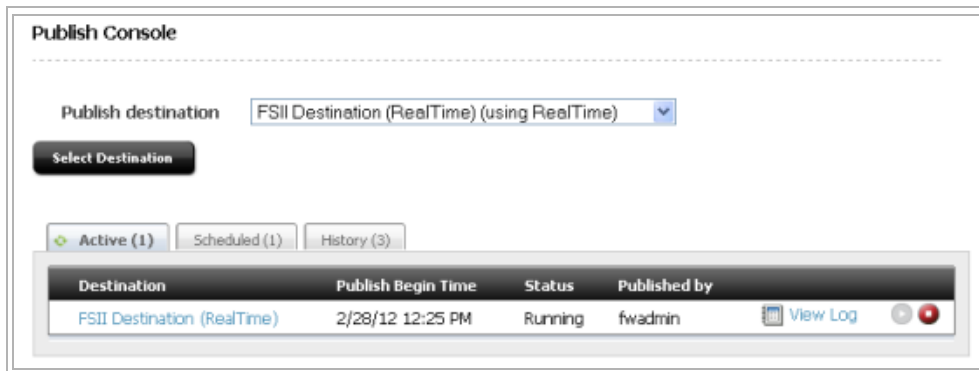 Publish Console
Publish destination FSII Destination (RealTime) (using RealTime)
Select Destination
Active (1) Scheduled (1) History (3)
Destination Publish Begin Time Status Published by
FSII Destination (RealTime) 2/28/12 12:25 PM Running fwadmin View Log